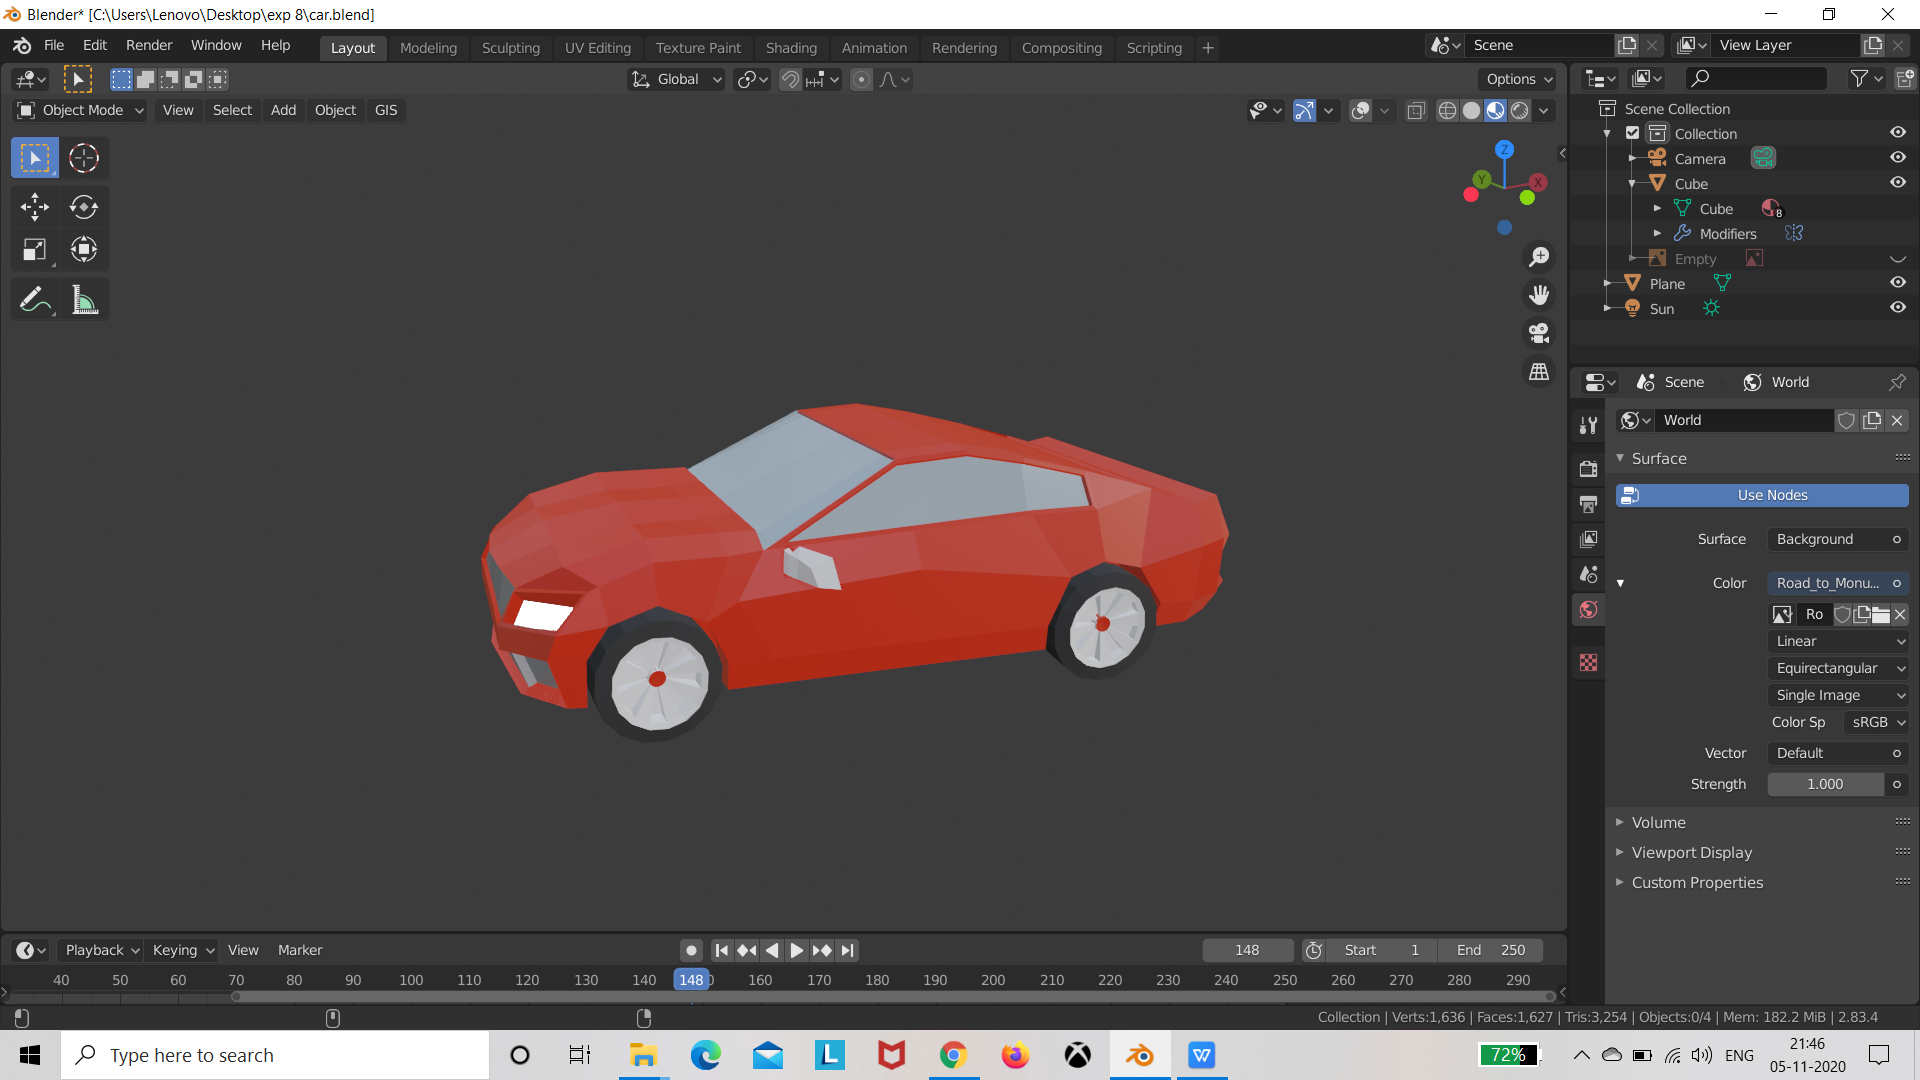 Blender* [C:\Users\Lenovo\Desktop\exp 8\car.blend]
File Edit Render Window Help Layout Modeling Sculpting UV Editing Texture Paint Shading Animation Rendering Compositing Scripting + Scene View Layer
Global Options
Object Mode View Select Add Object GIS
Scene Collection
Collection
Camera
Cube
Cube 8
Modifiers
Empty
Plane
Sun
Z
Y X
Scene World
World
Surface
Use Nodes
Surface Background
Color Road_to_Monu...
Ro
Linear
Equirectangular
Single Image
Color Sp sRGB
Vector Default
Strength 1.000
Volume
Viewport Display
Custom Properties
Playback Keying View Marker 148 Start 1 End 250
40 50 60 70 80 90 100 110 120 130 140 148 160 170 180 190 200 210 220 230 240 250 260 270 280 290
Collection | Verts:1,636 | Faces:1,627 | Tris:3,254 | Objects:0/4 | Mem: 182.2 MiB | 2.83.4
Type here to search L W 72% ENG 21:46
05-11-2020